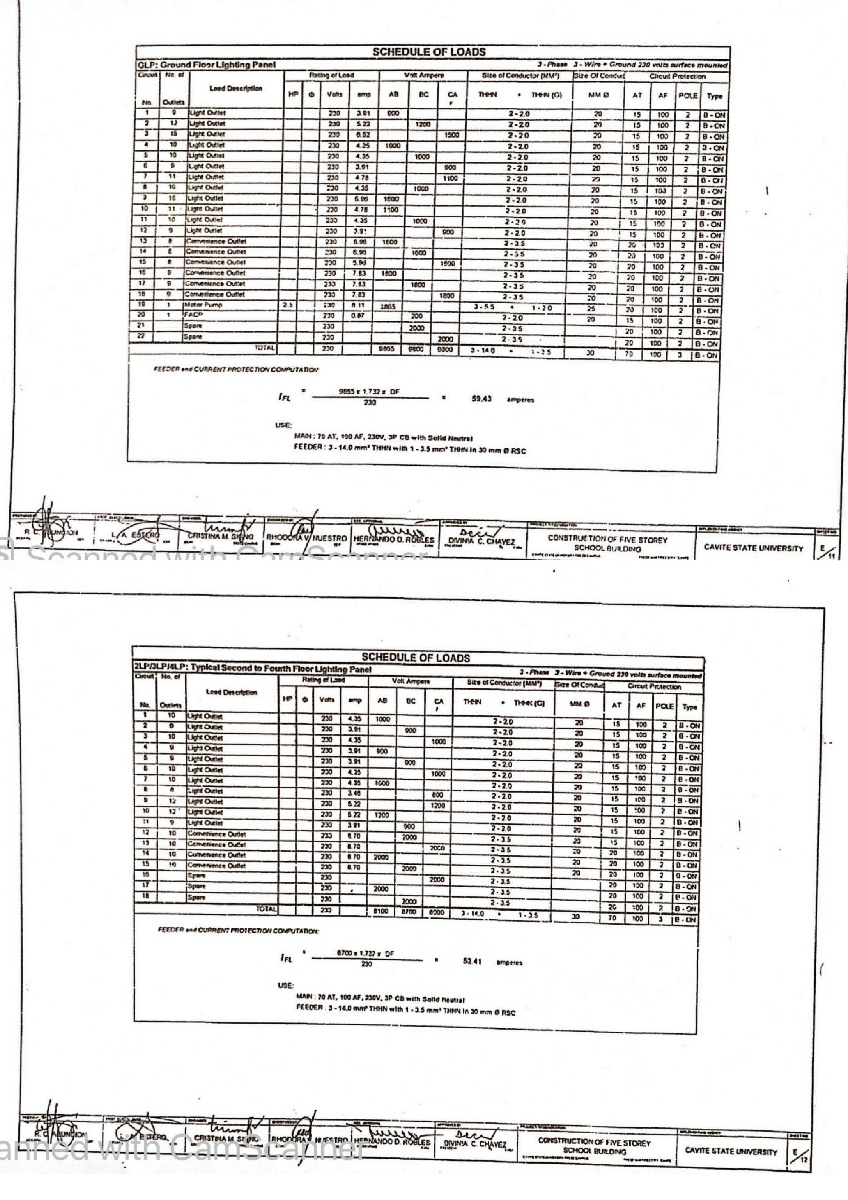 SCHEDULE OF LOADS
GLP: Ground Floor Lighting Panel 3 - Phase 3 - Wire + Ground 230 volts surface mounted
Circuit No. of Load Description Rating of Load Volt Ampere Size of Conductor (MM²) Size Of Conduit Circuit Protection
No. Outlets HP Φ Volts amp AB BC CA THHN + THHN (G) MM Ø AT AF POLE Type
1 9 Light Outlet 230 3.91 900 2 - 2.0 20 15 100 2 B - ON
2 12 Light Outlet 230 5.22 1200 2 - 2.0 20 15 100 2 B - ON
3 15 Light Outlet 230 6.52 1500 2 - 2.0 20 15 100 2 B - ON
4 10 Light Outlet 230 4.35 1000 2 - 2.0 20 15 100 2 B - ON
5 10 Light Outlet 230 4.35 1000 2 - 2.0 20 15 100 2 B - ON
6 9 Light Outlet 230 3.91 900 2 - 2.0 20 15 100 2 B - ON
7 11 Light Outlet 230 4.78 1100 2 - 2.0 20 15 100 2 B - ON
8 10 Light Outlet 230 4.35 1000 2 - 2.0 20 15 100 2 B - ON
9 16 Light Outlet 230 6.96 1600 2 - 2.0 20 15 100 2 B - ON
10 11 Light Outlet 230 4.78 1100 2 - 2.0 20 15 100 2 B - ON
11 10 Light Outlet 230 4.35 1000 2 - 2.0 20 15 100 2 B - ON
12 9 Light Outlet 230 3.91 900 2 - 2.0 20 15 100 2 B - ON
13 8 Convenience Outlet 230 6.96 1600 2 - 3.5 20 20 100 2 B - ON
14 8 Convenience Outlet 230 6.96 1600 2 - 3.5 20 20 100 2 B - ON
15 8 Convenience Outlet 230 2 - 3.5 20 20 100 2 B - ON
16 9 Convenience Outlet 230 7.83 1800 2 - 3.5 20 20 100 2 B - ON
17 9 Convenience Outlet 230 7.83 1800 2 - 3.5 20 20 100 2 B - ON
18 9 Convenience Outlet 230 7.83 1800 2 - 3.5 20 20 100 2 B - ON
19 1 Motor Pump 2.5 230 8.11 1865 3 - 5.5 + 1 - 2.0 25 20 100 2 B - ON
20 1 FACP 230 0.87 200 2 - 2.0 20 15 100 2 B - ON
21 Spare 230 2000 2 - 3.5 20 100 2 B - ON
22 Spare 230 2000 2 - 3.5 20 100 2 B - ON
TOTAL 230 9865 9800 3 - 14.0 + 1 - 3.5 30 70 100 3 B - ON
FEEDER and CURRENT PROTECTION COMPUTATION:
9855 x 1.732 x DF
I FL = = 59.43 amperes
230
USE:
MAIN : 70 AT, 100 AF, 230V, 3P CB with Solid Neutral
FEEDER : 3 - 14.0 mm² THHN with 1 - 3.5 mm² THHN in 30 mm Ø RSC
L. A. ESTERO CRISTINA M. SIGNO RHODORA V. NUESTRO HERNANDO D. ROBLES DIVINIA C. CHAVEZ CONSTRUCTION OF FIVE STOREY SCHOOL BUILDING CAVITE STATE UNIVERSITY E/11
Scanned with CamScanner
SCHEDULE OF LOADS
2LP/3LP/4LP: Typical Second to Fourth Floor Lighting Panel 3 - Phase 3 - Wire + Ground 230 volts surface mounted
Circuit No. of Load Description Rating of Load Volt Ampere Size of Conductor (MM²) Size Of Conduit Circuit Protection
No. Outlets HP Φ Volts amp AB BC CA THHN + THHN (G) MM Ø AT AF POLE Type
1 10 Light Outlet 230 4.35 1000 2 - 2.0 20 15 100 2 B - ON
2 9 Light Outlet 230 3.91 900 2 - 2.0 20 15 100 2 B - ON
3 10 Light Outlet 230 4.35 1000 2 - 2.0 20 15 100 2 B - ON
4 9 Light Outlet 230 3.91 900 2 - 2.0 20 15 100 2 B - ON
5 9 Light Outlet 230 3.91 900 2 - 2.0 20 15 100 2 B - ON
6 10 Light Outlet 230 4.35 1000 2 - 2.0 20 15 100 2 B - ON
7 10 Light Outlet 230 4.35 1000 2 - 2.0 20 15 100 2 B - ON
8 8 Light Outlet 230 3.48 800 2 - 2.0 20 15 100 2 B - ON
9 12 Light Outlet 230 5.22 1200 2 - 2.0 20 15 100 2 B - ON
10 12 Light Outlet 230 5.22 1200 2 - 2.0 20 15 100 2 B - ON
11 9 Light Outlet 230 3.91 900 2 - 2.0 20 15 100 2 B - ON
12 10 Convenience Outlet 230 8.70 2000 2 - 3.5 20 15 100 2 B - ON
13 10 Convenience Outlet 230 8.70 2000 2 - 3.5 20 15 100 2 B - ON
14 10 Convenience Outlet 230 8.70 2000 2 - 3.5 20 20 100 2 B - ON
15 10 Convenience Outlet 230 8.70 2000 2 - 3.5 20 20 100 2 B - ON
16 Spare 230 2000 2 - 3.5 20 100 2 B - ON
17 Spare 230 2000 2 - 3.5 20 100 2 B - ON
18 Spare 230 2000 2 - 3.5 20 100 2 B - ON
TOTAL 230 8100 8700 3 - 14.0 + 1 - 3.5 30 70 100 3 B - ON
FEEDER and CURRENT PROTECTION COMPUTATION:
8700 x 1.732 x DF
I FL = = 52.41 amperes
230
USE:
MAIN : 70 AT, 100 AF, 230V, 3P CB with Solid Neutral
FEEDER : 3 - 14.0 mm² THHN with 1 - 3.5 mm² THHN in 30 mm Ø RSC
L. A. ESTERO CRISTINA M. SIGNO RHODORA V. NUESTRO HERNANDO D. ROBLES DIVINIA C. CHAVEZ CONSTRUCTION OF FIVE STOREY SCHOOL BUILDING CAVITE STATE UNIVERSITY E/12
anned with CamScanner